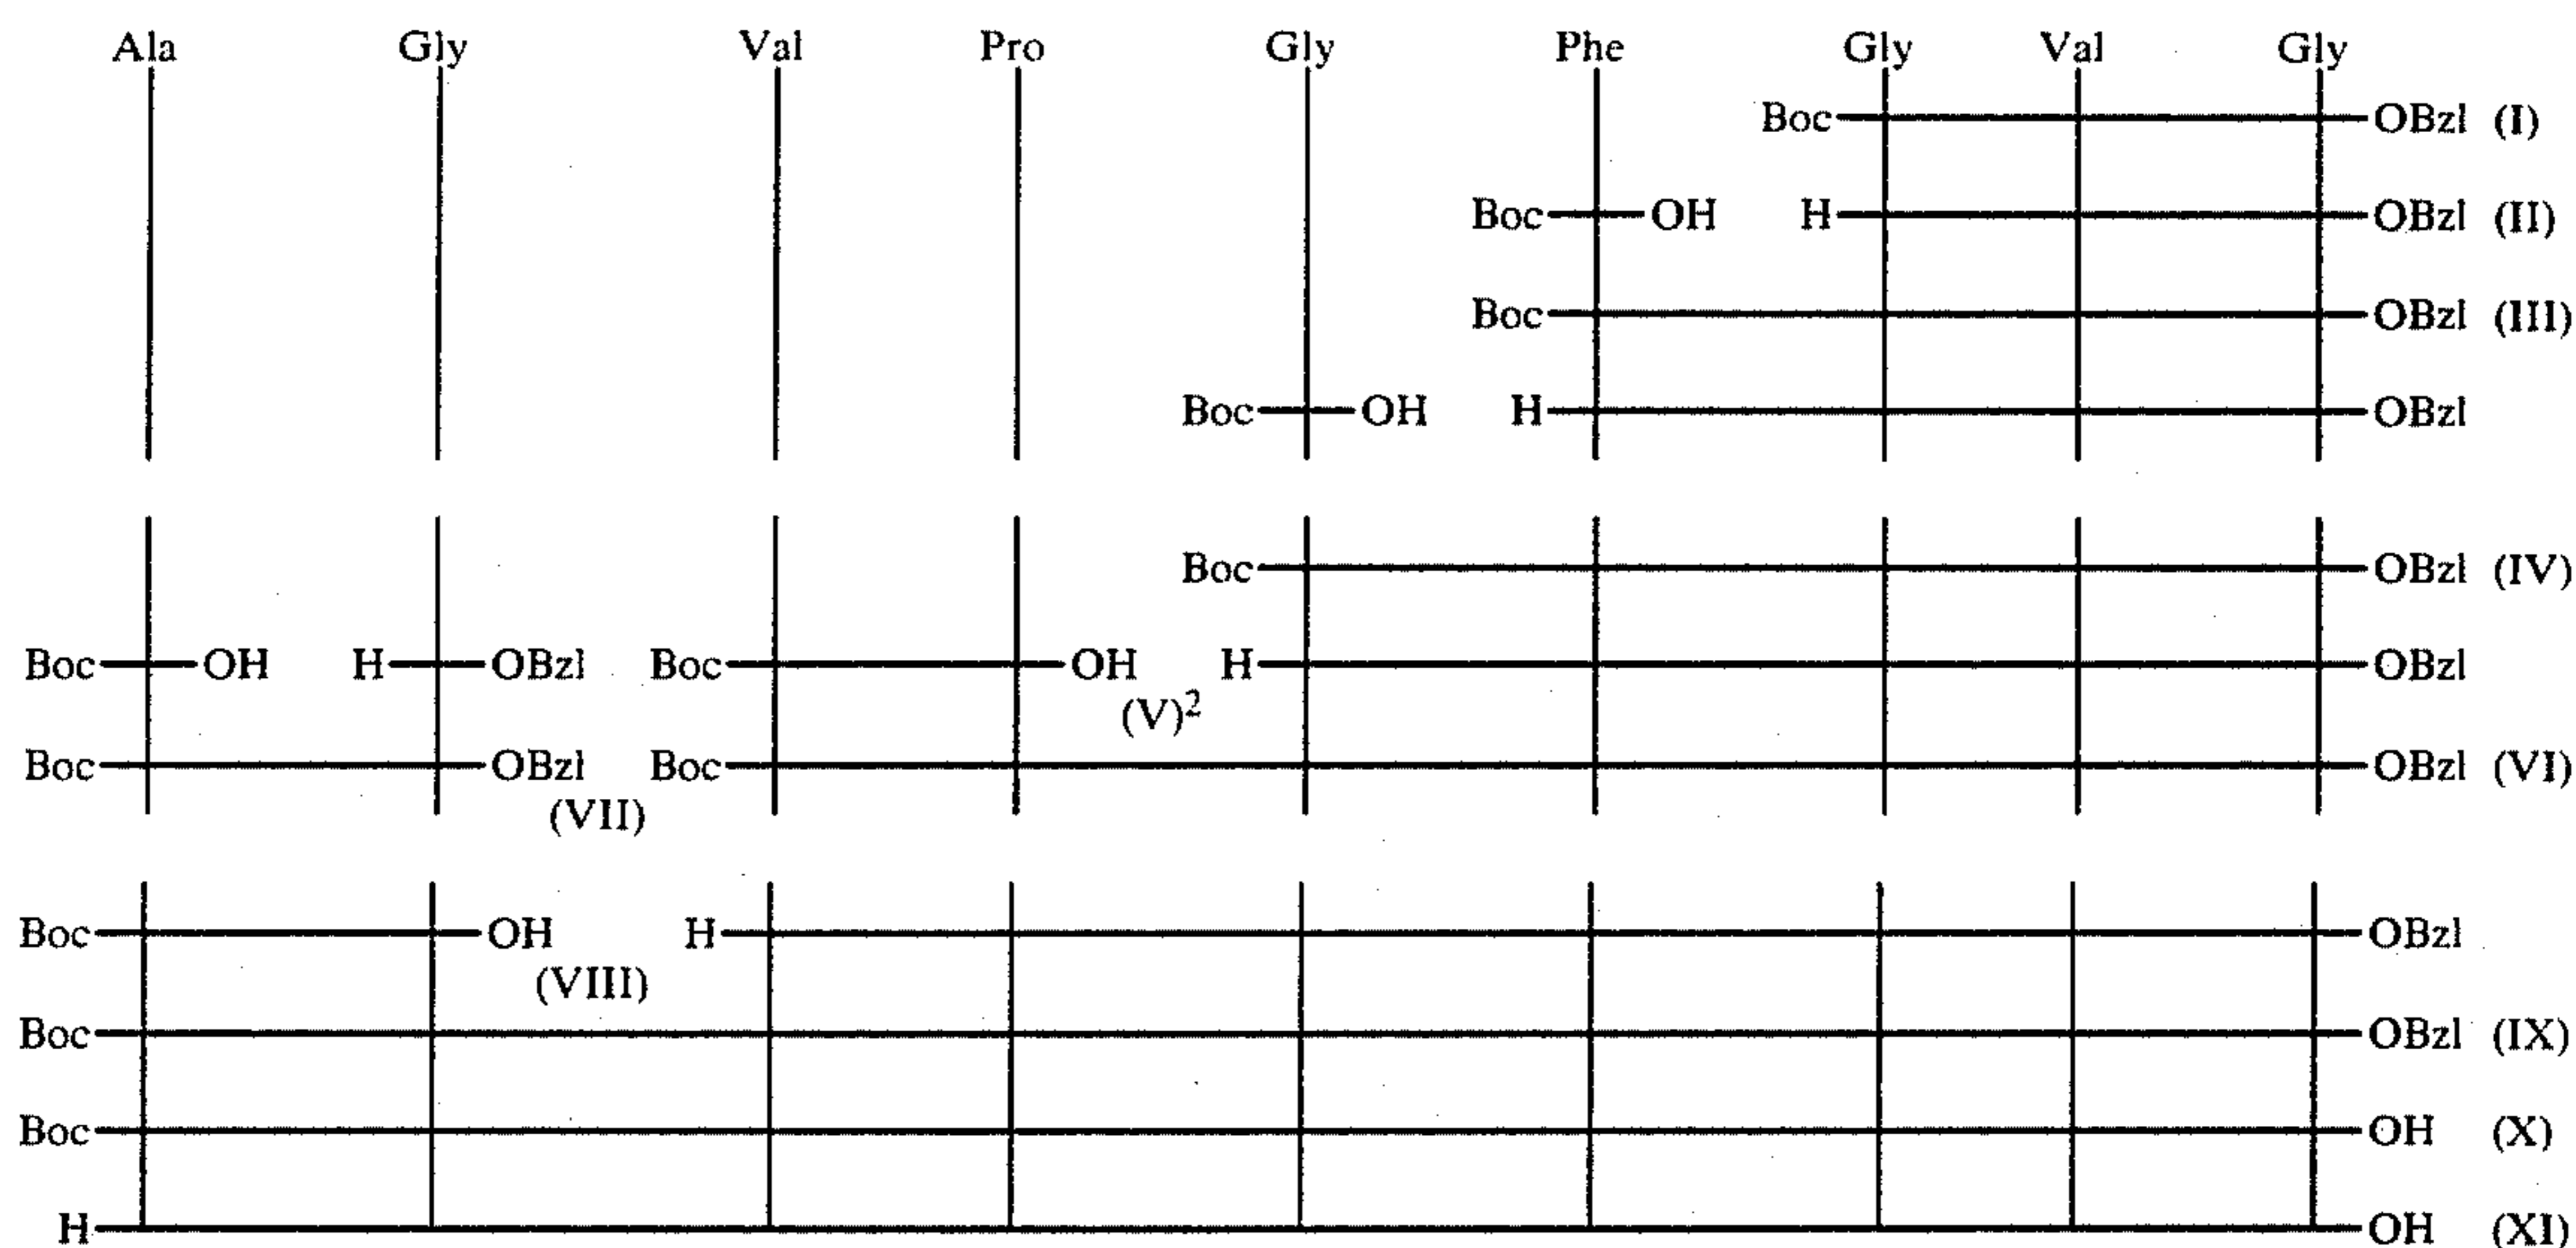 Ala Gly Val Pro Gly Phe Gly Val Gly
Boc OBzl (I)
Boc OH H OBzl (II)
Boc OBzl (III)
Boc OH H OBzl
Boc OBzl (IV)
Boc OH H OBzl Boc OH H OBzl
(V)²
Boc OBzl Boc OBzl (VI)
(VII)
Boc OH H OBzl
(VIII)
Boc OBzl (IX)
Boc OH (X)
H OH (XI)